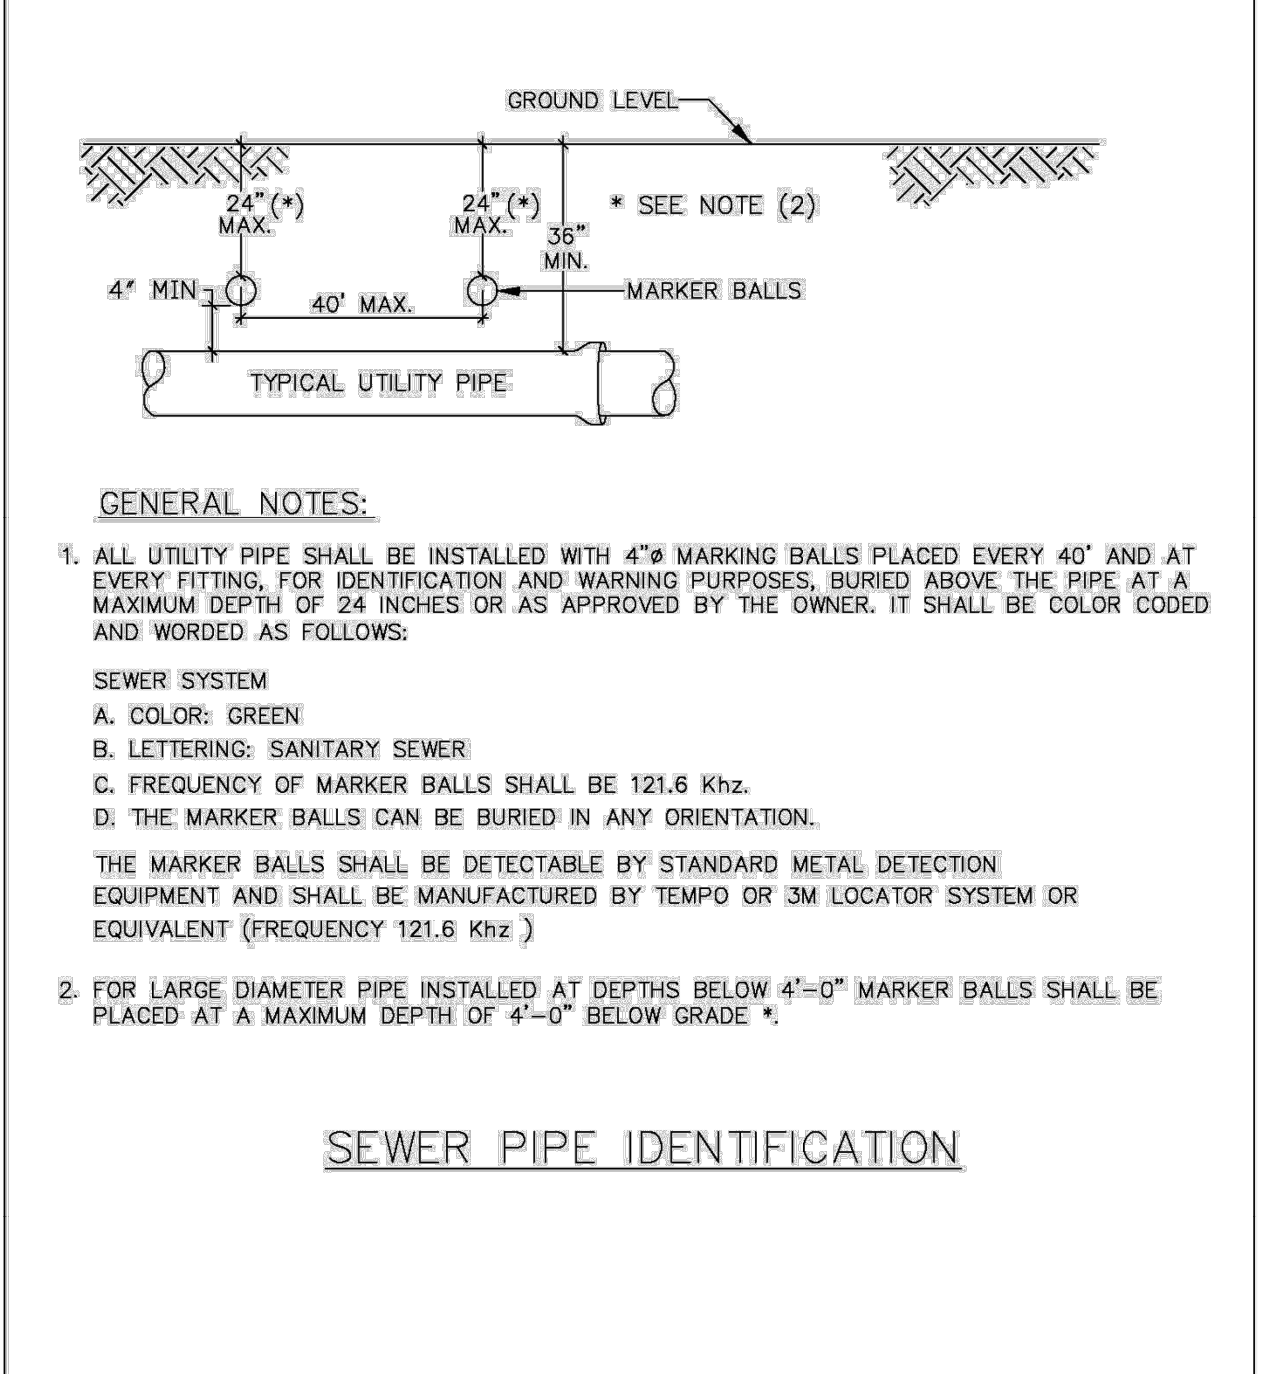 GROUND LEVEL
24"(*)
MAX.
24"(*)
MAX.
* SEE NOTE (2)
36"
MIN.
4" MIN
MARKER BALLS
40' MAX.
TYPICAL UTILITY PIPE
GENERAL NOTES:
1. ALL UTILITY PIPE SHALL BE INSTALLED WITH 4"ø MARKING BALLS PLACED EVERY 40' AND AT
EVERY FITTING, FOR IDENTIFICATION AND WARNING PURPOSES, BURIED ABOVE THE PIPE AT A
MAXIMUM DEPTH OF 24 INCHES OR AS APPROVED BY THE OWNER. IT SHALL BE COLOR CODED
AND WORDED AS FOLLOWS:
SEWER SYSTEM
A. COLOR: GREEN
B. LETTERING: SANITARY SEWER
C. FREQUENCY OF MARKER BALLS SHALL BE 121.6 Khz.
D. THE MARKER BALLS CAN BE BURIED IN ANY ORIENTATION.
THE MARKER BALLS SHALL BE DETECTABLE BY STANDARD METAL DETECTION
EQUIPMENT AND SHALL BE MANUFACTURED BY TEMPO OR 3M LOCATOR SYSTEM OR
EQUIVALENT (FREQUENCY 121.6 Khz )
2. FOR LARGE DIAMETER PIPE INSTALLED AT DEPTHS BELOW 4'-0" MARKER BALLS SHALL BE
PLACED AT A MAXIMUM DEPTH OF 4'-0" BELOW GRADE *.
SEWER PIPE IDENTIFICATION